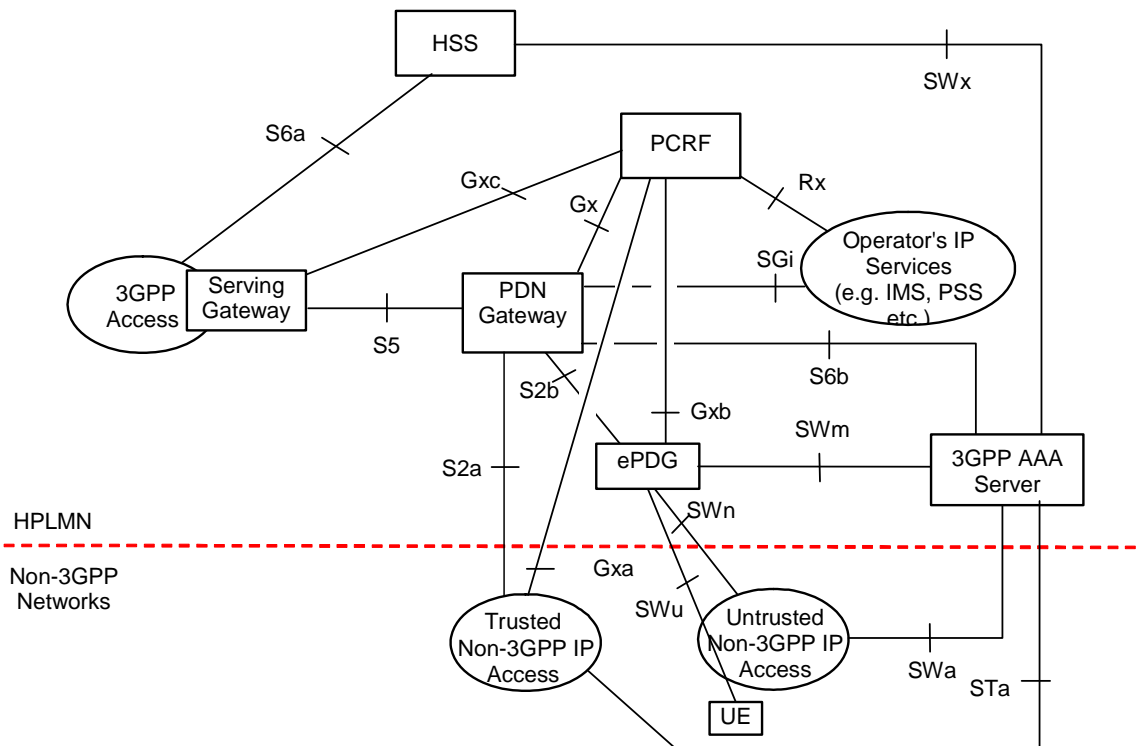 HSS
SWx
S6a
PCRF
Gxc
Rx
Gx
Operator's IP
Services
(e.g. IMS, PSS
etc.)
SGi
3GPP
Access
Serving
Gateway
PDN
Gateway
S5
S6b
S2b
Gxb
SWm
ePDG
3GPP AAA
Server
S2a
SWn
HPLMN
Non-3GPP
Networks
Gxa
SWu
Trusted
Non-3GPP IP
Access
Untrusted
Non-3GPP IP
Access
SWa
STa
UE